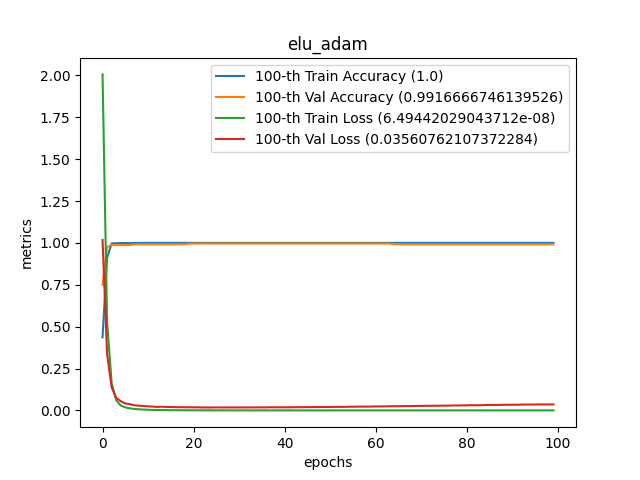 elu_adam
100-th Train Accuracy (1.0)
100-th Val Accuracy (0.9916666746139526)
100-th Train Loss (6.49442029043712e-08)
100-th Val Loss (0.03560762107372284)
2.00
1.75
1.50
1.25
1.00
0.75
0.50
0.25
0.00
metrics
0 20 40 60 80 100
epochs